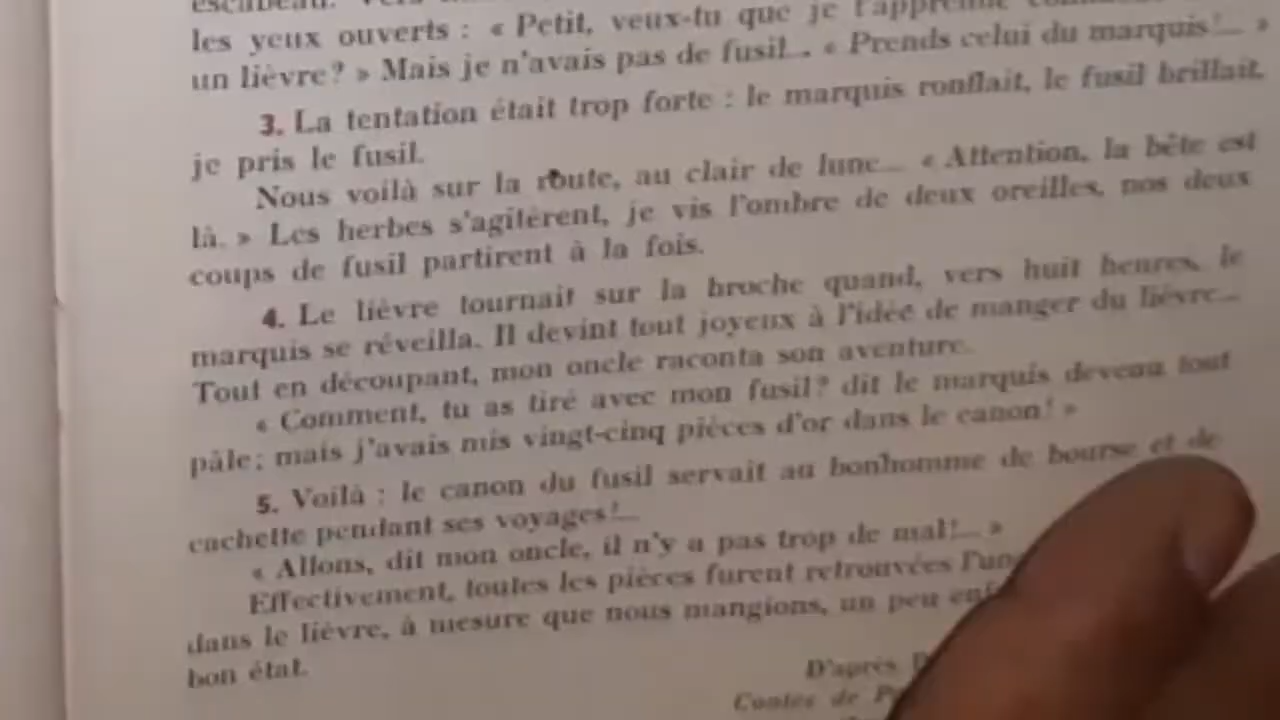 les yeux ouverts : « Petit, veux-tu que je t'apprenne
un lièvre? » Mais je n'avais pas de fusil... « Prends celui du marquis!... »
3. La tentation était trop forte : le marquis ronflait, le fusil brillait,
je pris le fusil.
Nous voilà sur la route, au clair de lune... « Attention, la bête est
là. » Les herbes s'agitèrent, je vis l'ombre de deux oreilles, nos deux
coups de fusil partirent à la fois.
4. Le lièvre tournait sur la broche quand, vers huit heures, le
marquis se réveilla. Il devint tout joyeux à l'idée de manger du lièvre...
Tout en découpant, mon oncle raconta son aventure.
« Comment, tu as tiré avec mon fusil? dit le marquis devenu tout
pâle; mais j'avais mis vingt-cinq pièces d'or dans le canon! »
5. Voilà : le canon du fusil servait au bonhomme de bourse et de
cachette pendant ses voyages!...
« Allons, dit mon oncle, il n'y a pas trop de mal!... »
Effectivement, toutes les pièces furent retrouvées
dans le lièvre, à mesure que nous mangions, un peu
bon état.
D'après
Contes de